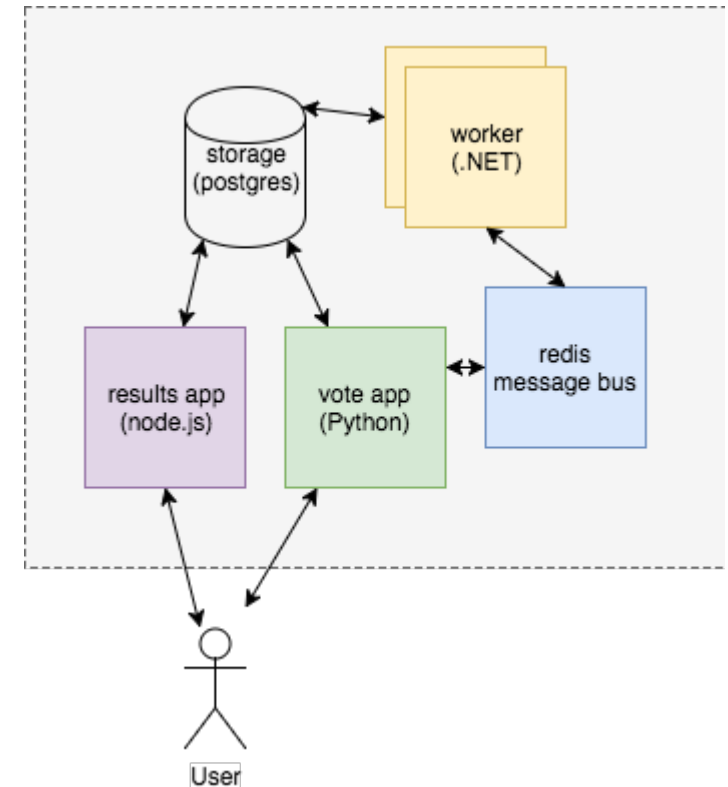 storage
(postgres)
worker
(.NET)
results app
(node.js)
vote app
(Python)
redis
message bus
User